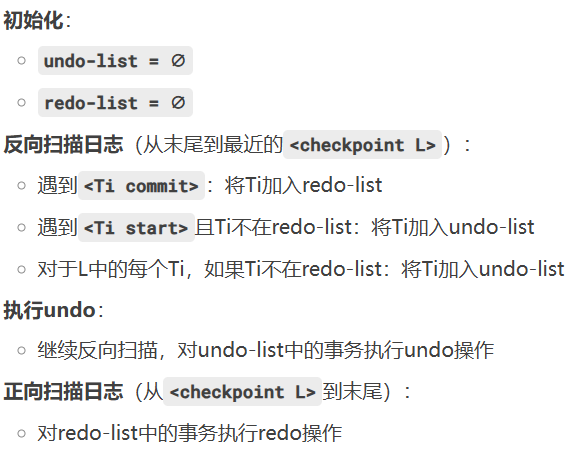 初始化：
undo-list = ∅
redo-list = ∅
反向扫描日志（从末尾到最近的<checkpoint L>）：
遇到<Ti commit>：将Ti加入redo-list
遇到<Ti start>且Ti不在redo-list：将Ti加入undo-list
对于L中的每个Ti，如果Ti不在redo-list：将Ti加入undo-list
执行undo：
继续反向扫描，对undo-list中的事务执行undo操作
正向扫描日志（从<checkpoint L>到末尾）：
对redo-list中的事务执行redo操作